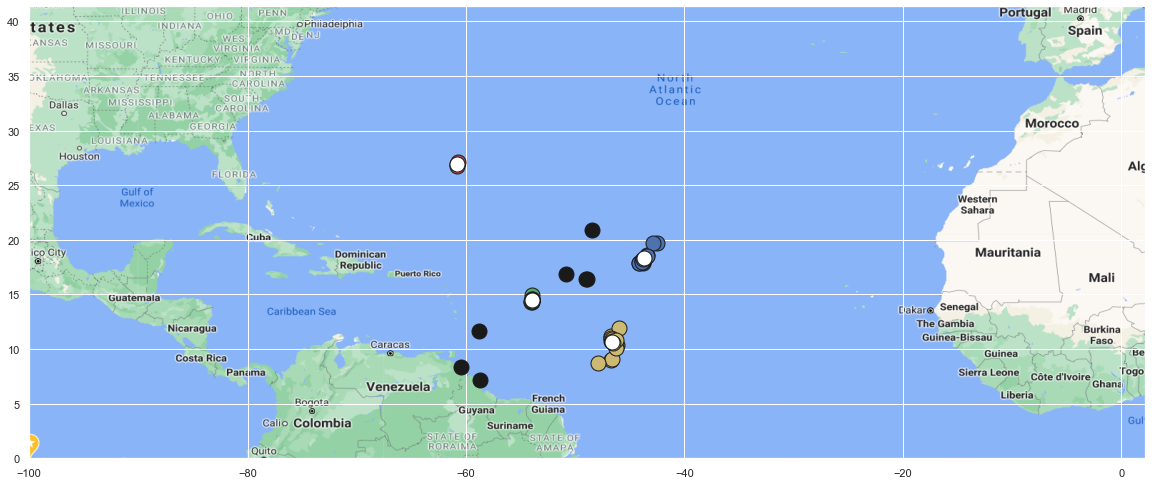 ILLINOIS
OHIO
PENN
tates
INDIANA
Philadelphia
MD
DE
NJ
ANSAS
MISSOURI
WEST
VIRGINIA
KENTUCKY
VIRGINIA
OKLAHOMA
TENNESSEE
NORTH
CAROLINA
ARKANSAS
MISSISSIPPI
SOUTH
CAROLINA
Dallas
ALABAMA
EXAS
GEORGIA
LOUISIANA
Houston
FLORIDA
Gulf of
Mexico
Cuba
ico City
Dominican
Republic
Puerto Rico
Guatemala
Caribbean Sea
Nicaragua
Costa Rica
Panama
Caracas
Venezuela
Bogota
Cali
Colombia
Quito
Guyana
French
Guiana
Suriname
STATE OF
RORAIMA
STATE OF
AMAPA
North
Atlantic
Ocean
Portugal
Madrid
Spain
Morocco
Alg
Western
Sahara
Mauritania
Mali
Dakar
Senegal
The Gambia
Guinea-Bissau
Burkina
Faso
Guinea
Be
Sierra Leone
Côte d'Ivoire
Togo
Ghana
Liberia
Gulf
40
35
30
25
20
15
10
5
0
−100
−80
−60
−40
−20
0